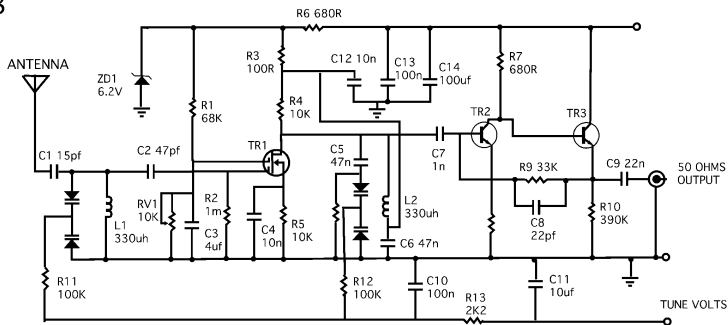 3
R6 680R
ANTENNA
ZD1
6.2V
R3
100R
C12 10n
C13
100n
C14
100uf
R7
680R
R1
68K
R4
10K
TR1
TR2
TR3
C1 15pf
C2 47pf
C5
47n
C7
1n
R9 33K
C9 22n
50 OHMS
OUTPUT
RV1
10K
L1
330uh
R2
1m
C3
4uf
C4
10n
R5
10K
L2
330uh
C6 47n
C8
22pf
R10
390K
R11
100K
R12
100K
C10
100n
R13
2K2
C11
10uf
TUNE VOLTS